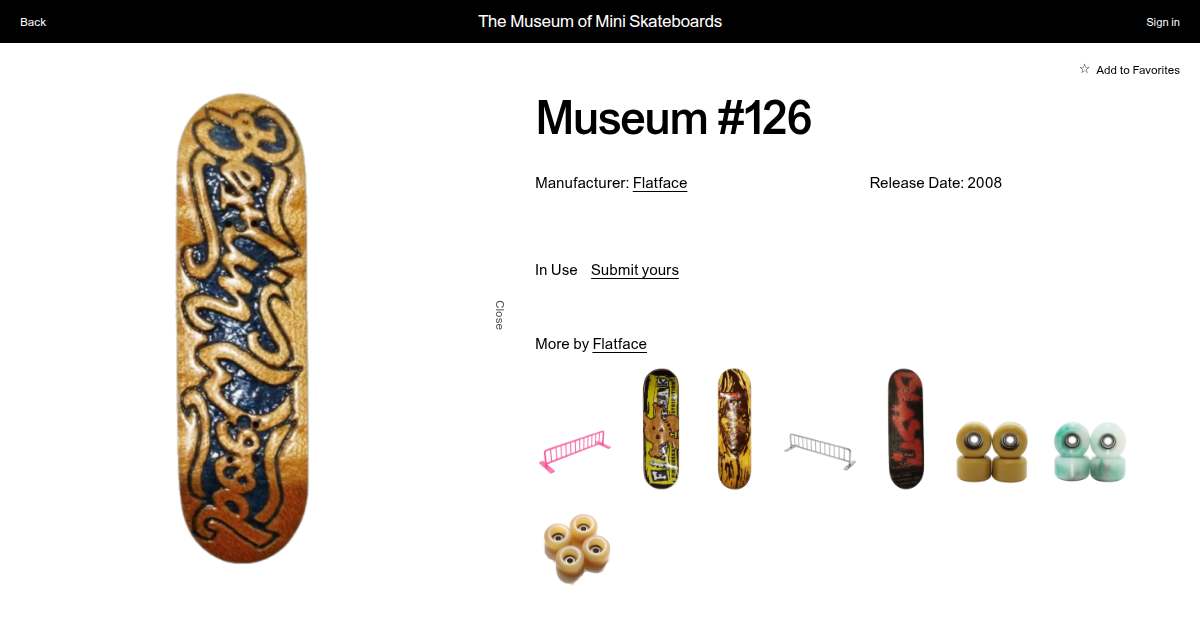 Back
The Museum of Mini Skateboards
Sign in
☆ Add to Favorites
Museum #126
Manufacturer: Flatface
Release Date: 2008
In Use Submit yours
Close
More by Flatface
Berlinwood